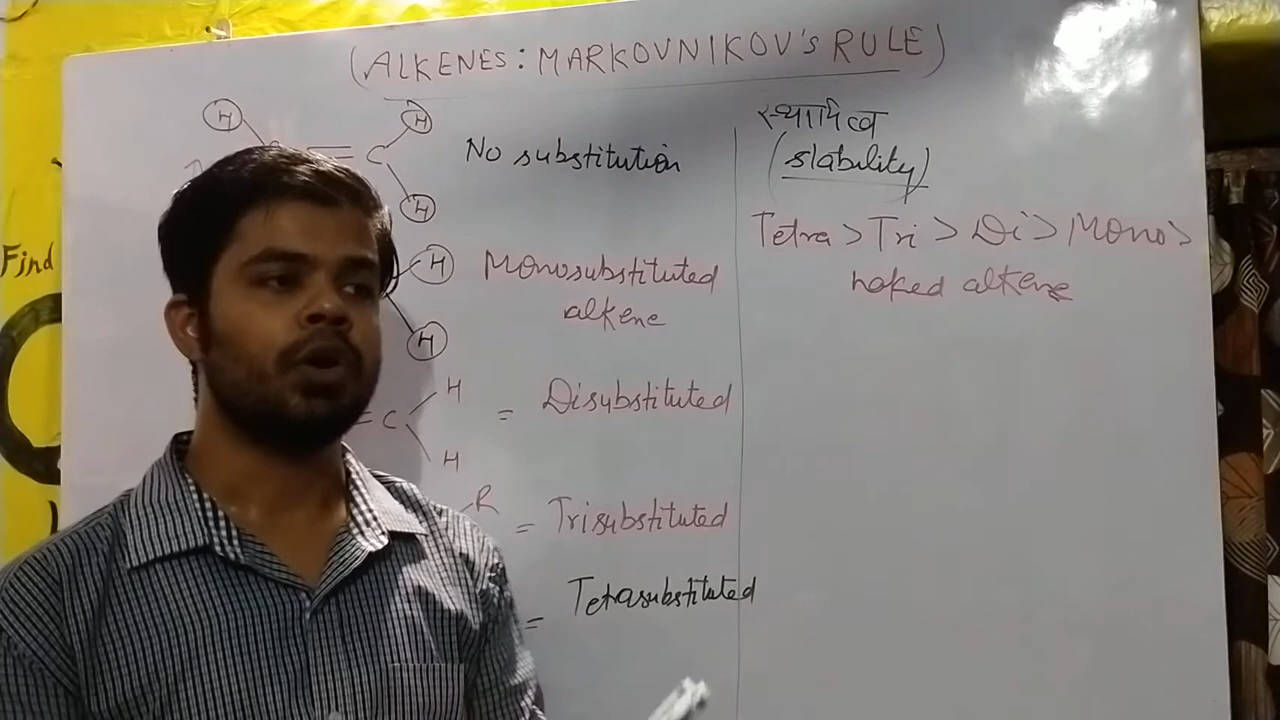 (ALKENES: MARKOVNIKOV'S RULE)
H
H
= C
H
No substitution
H
Monosubstituted
alkene
H
= C
H
H
= Disubstituted
R
= Trisubstituted
= Tetrasubstituted
स्थायित्व
(stability)
Tetra > Tri > Di > Mono >
naked alkene
Find